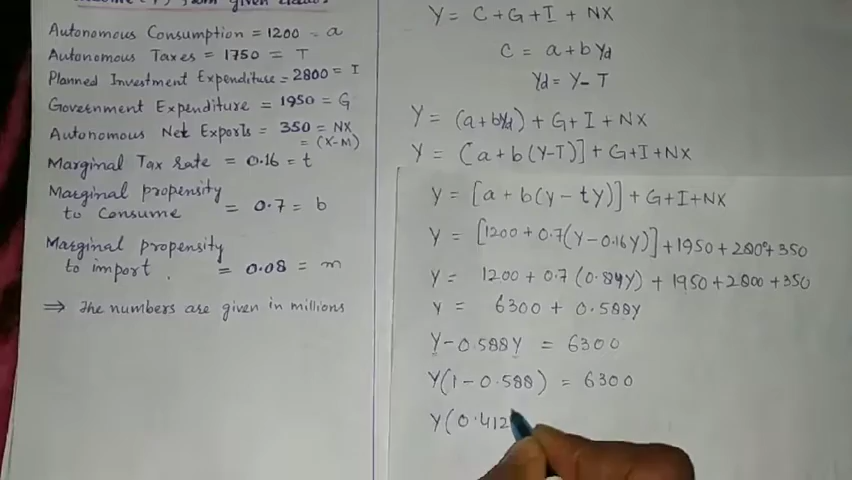 Autonomous Consumption = 1200 = a
Autonomous Taxes = 1750 = T
Planned Investment Expenditure = 2800 = I
Government Expenditure = 1950 = G
Autonomous Net Exports = 350 = NX
= (X-M)
Marginal Tax rate = 0.16 = t
Marginal propensity
to consume = 0.7 = b
Marginal propensity
to import = 0.08 = m
⇒ The numbers are given in millions
Y = C + G + I + NX
C = a + b Yd
Yd = Y - T
Y = (a + bYd) + G + I + NX
Y = [a + b (Y-T)] + G + I + NX
Y = [a + b (Y - tY)] + G + I + NX
Y = [1200 + 0.7(Y - 0.16Y)] + 1950 + 2800 + 350
Y = 1200 + 0.7 (0.84Y) + 1950 + 2800 + 350
Y = 6300 + 0.588Y
Y - 0.588Y = 6300
Y(1 - 0.588) = 6300
Y(0.412